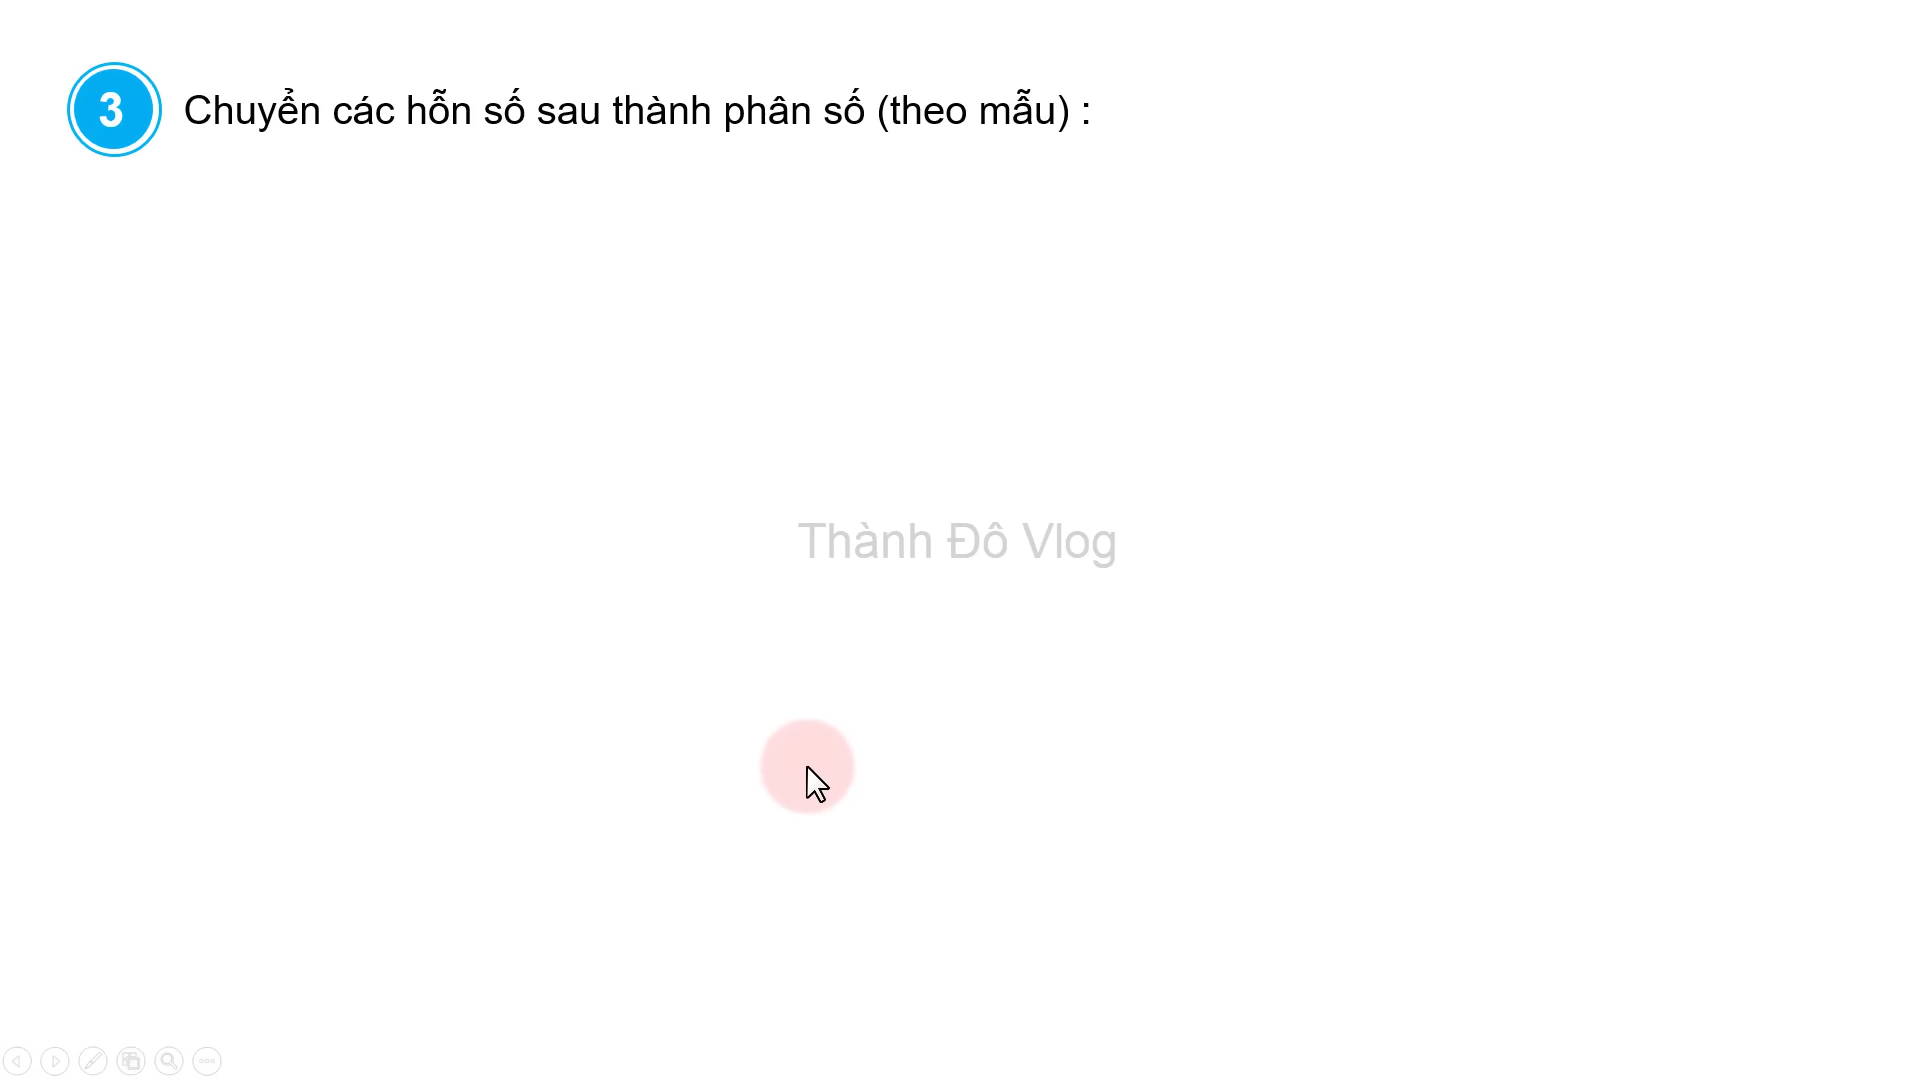 3 Chuyển các hỗn số sau thành phân số (theo mẫu) :
Thành Đô Vlog